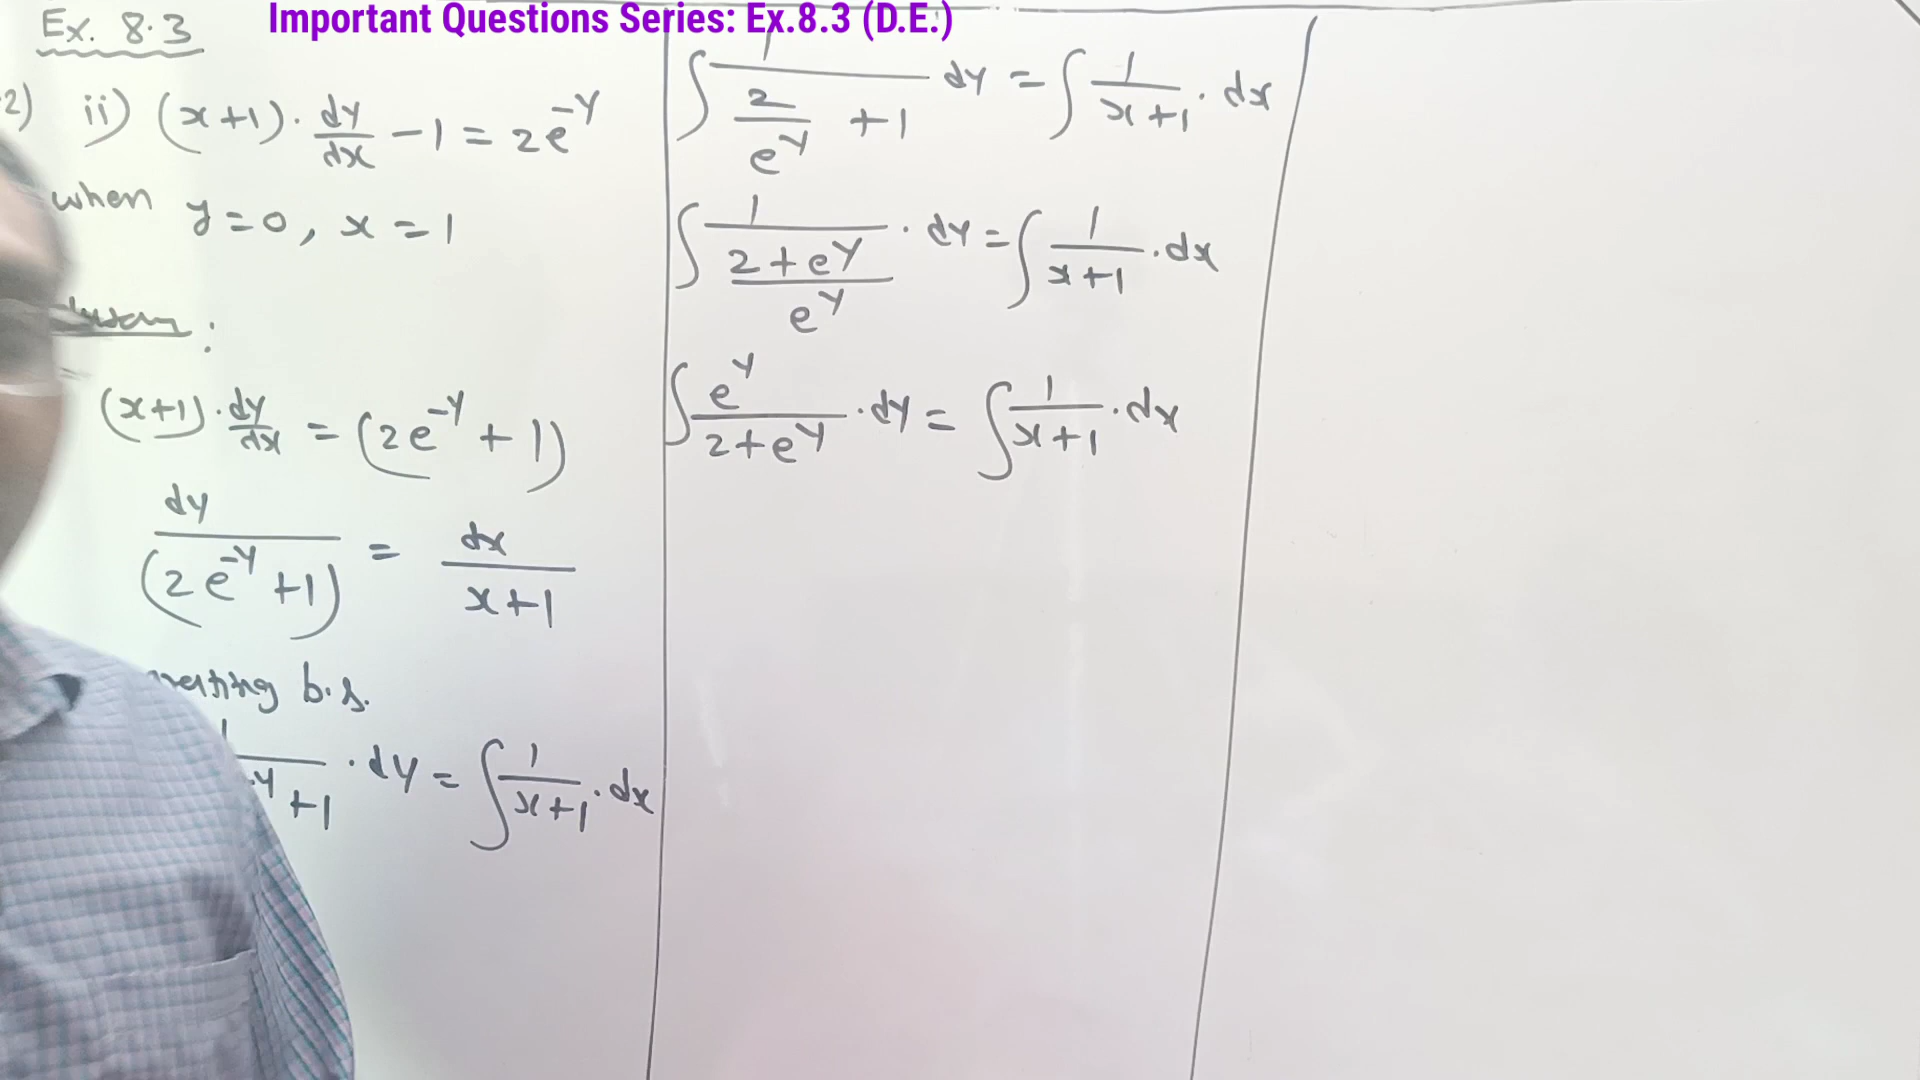 Important Questions Series: Ex.8.3 (D.E.)
Ex. 8.3
2) ii) (x+1). dy/dx - 1 = 2e^-y
when y=0, x=1
:
(x+1). dy/dx = (2e^-y + 1)
dy/(2e^-y +1) = dx/x+1
b.s.
+1 .dy = ∫1/x+1 . dx
∫1/(2/e^y +1) dy = ∫1/x+1 . dx
∫1/(2+e^y/e^y) . dy = ∫1/x+1 .dx
∫e^y/2+e^y .dy = ∫1/x+1 .dx